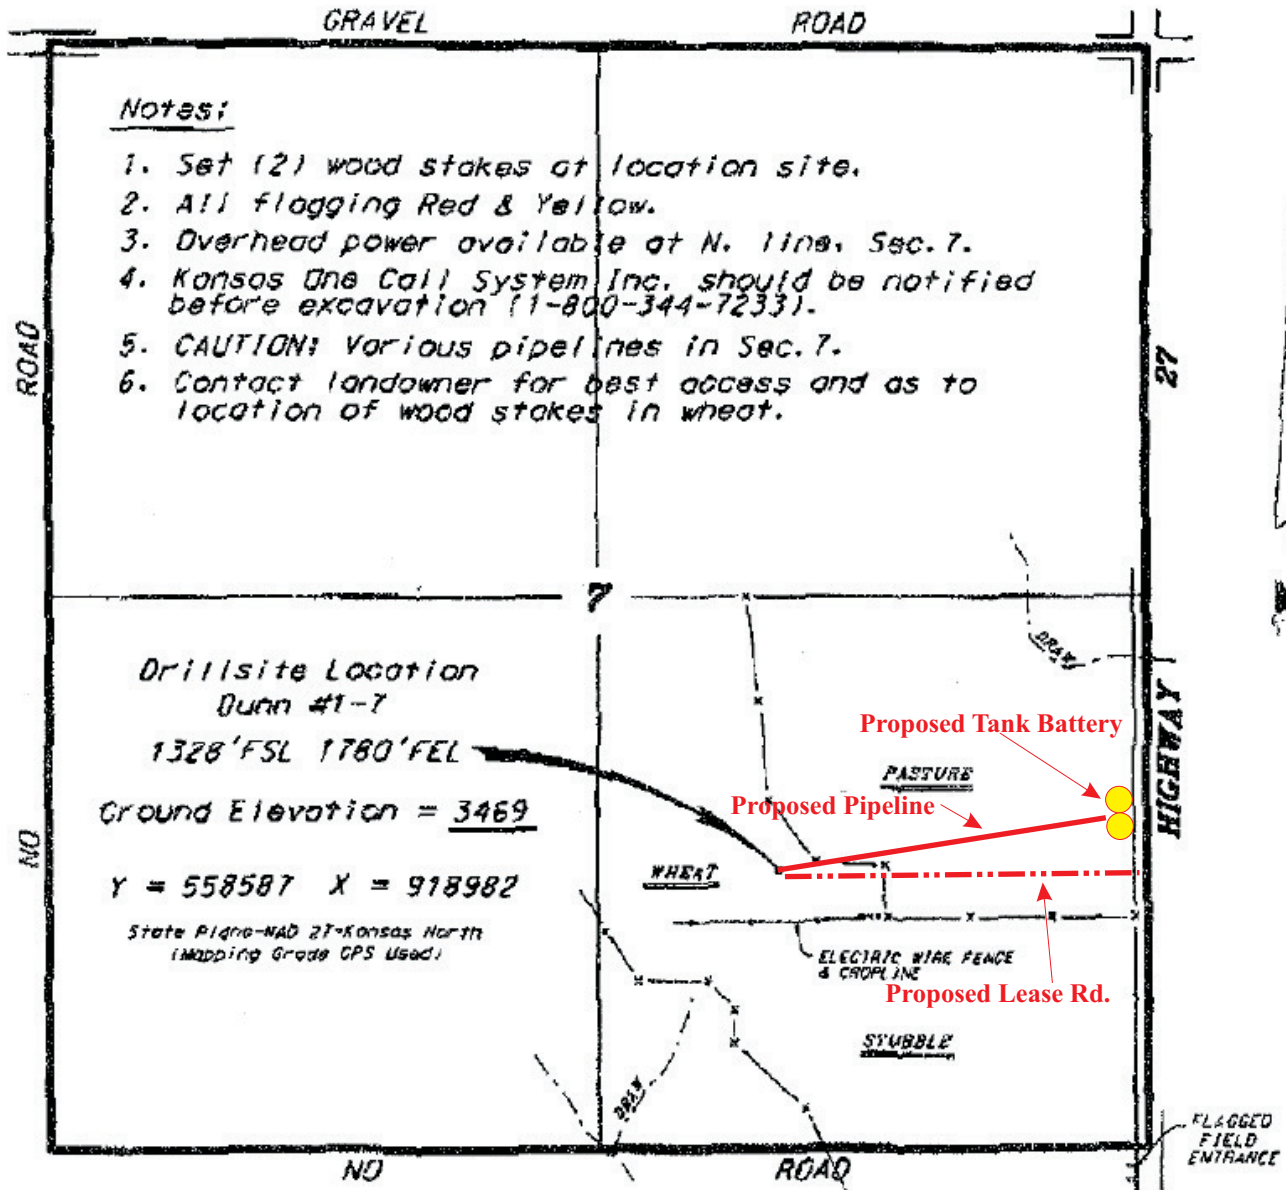 GRAVEL ROAD
Notes:
1. Set (2) wood stakes at location site.
2. All flagging Red & Yellow.
3. Overhead power available at N. line, Sec. 7.
4. Kansas One Call System Inc. should be notified
before excavation (1-800-344-7233).
5. CAUTION: Various pipelines in Sec. 7.
6. Contact landowner for best access and as to
location of wood stakes in wheat.
ROAD
27
7
Drillsite Location
Dunn #1-7
1328'FSL 1780'FEL
Ground Elevation = 3469
Y = 558587 X = 918982
State Plane-NAD 27-Kansas North
(Mapping Grade GPS Used)
NO
DRAW
HIGHWAY
Proposed Tank Battery
PASTURE
Proposed Pipeline
WHEAT
ELECTRIC WIRE FENCE
& CROPLINE
Proposed Lease Rd.
STUBBLE
DRAW
FLAGGED
FIELD
ENTRANCE
NO ROAD